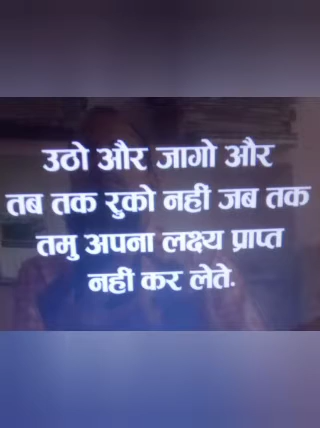 उठो और जागो और
तब तक रुको नही जब तक
तमु अपना लक्ष्य प्राप्त
नहीं कर लेते.